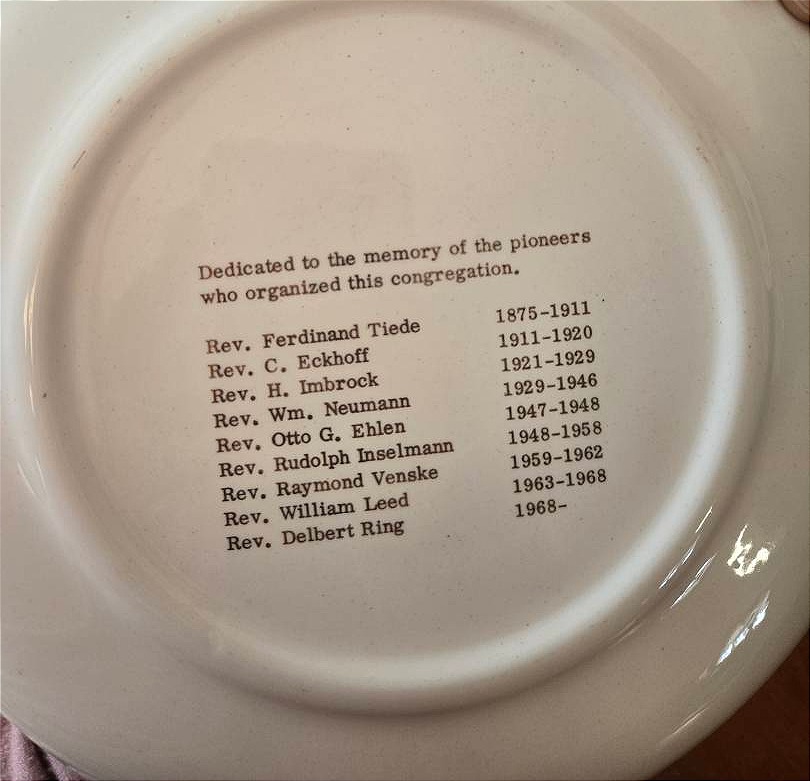 Dedicated to the memory of the pioneers
who organized this congregation.
Rev. Ferdinand Tiede 1875-1911
Rev. C. Eckhoff 1911-1920
Rev. H. Imbrock 1921-1929
Rev. Wm. Neumann 1929-1946
Rev. Otto G. Ehlen 1947-1948
Rev. Rudolph Inselmann 1948-1958
Rev. Raymond Venske 1959-1962
Rev. William Leed 1963-1968
Rev. Delbert Ring 1968-